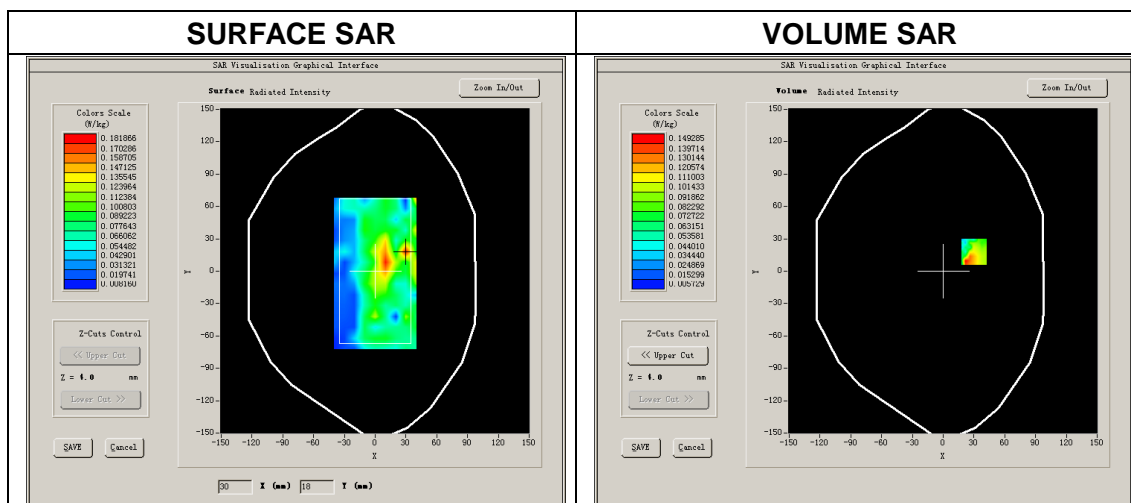 SURFACE SAR
VOLUME SAR
SAR Visualisation Graphical Interface
Surface Radiated Intensity
Zoom In/Out
Colors Scale
(W/kg)
0.181866
0.170286
0.158705
0.147125
0.135545
0.123964
0.112384
0.100803
0.089223
0.077643
0.066062
0.054482
0.042901
0.031321
0.019741
0.008160
Z-Cuts Control
<< Upper Cut
Z = 4.0 mm
Lower Cut >>
SAVE
Cancel
150
90
60
30
0
-30
-60
-90
-120
-150
Y
-150 -120 -90 -60 -30 0 30 60 90 120 150
X
30 X (mm) 18 Y (mm)
SAR Visualisation Graphical Interface
Volume Radiated Intensity
Zoom In/Out
Colors Scale
(W/kg)
0.149285
0.139714
0.130144
0.120574
0.111003
0.101433
0.091862
0.082292
0.072722
0.063151
0.053581
0.044010
0.034440
0.024869
0.015299
0.005729
Z-Cuts Control
<< Upper Cut
Z = 4.0 mm
Lower Cut >>
SAVE
Cancel
150
90
60
30
0
-30
-60
-90
-120
-150
Y
-150 -120 -90 -60 -30 0 30 60 90 120 150
X